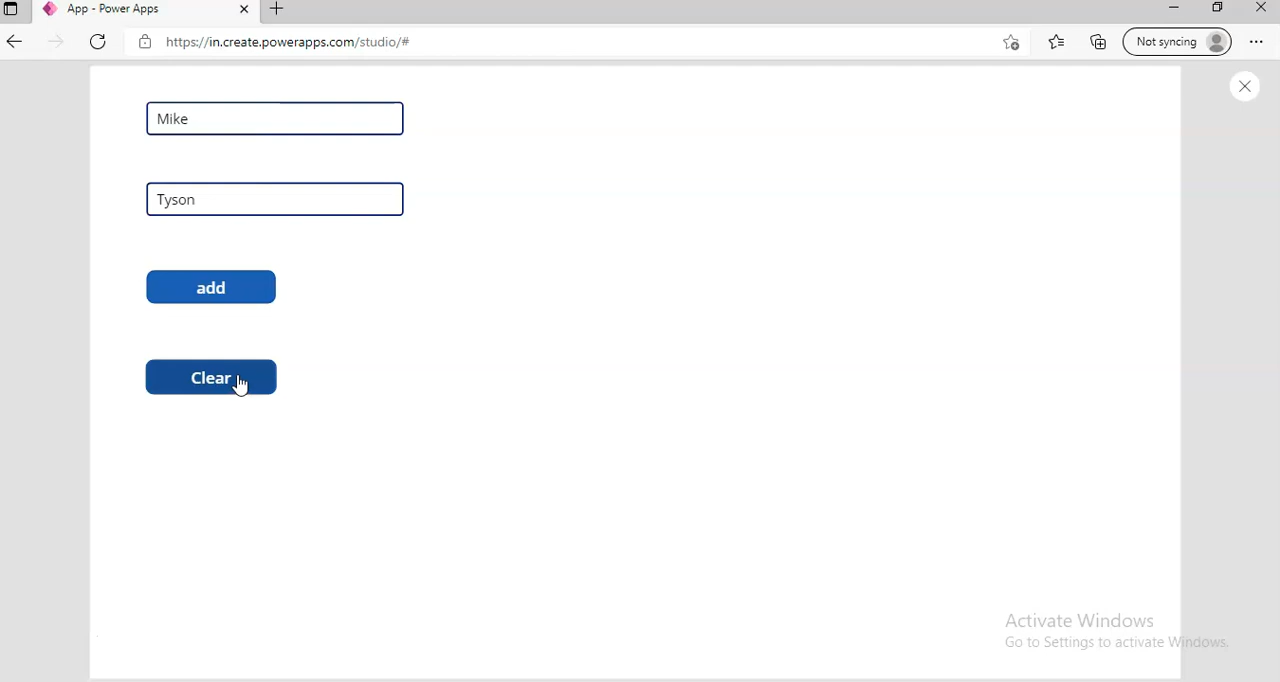 App - Power Apps
https://in.create.powerapps.com/studio/#
Not syncing
Mike
Tyson
add
Clear
Activate Windows
Go to Settings to activate Windows.